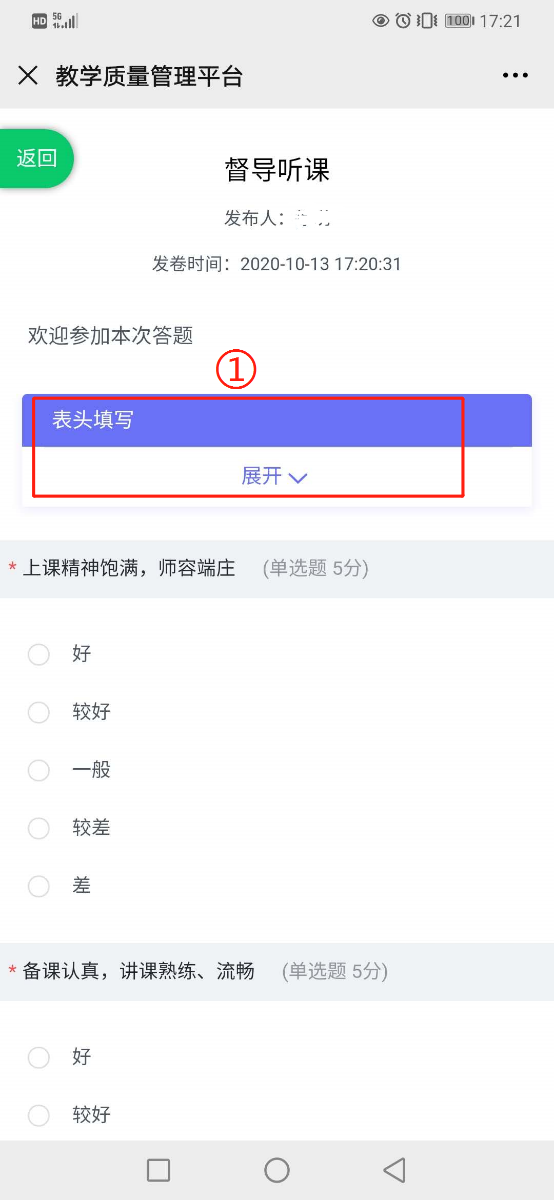 HD 5G 100 17:21
教学质量管理平台
返回
督导听课
发布人：
发卷时间：2020-10-13 17:20:31
欢迎参加本次答题
①
表头填写
展开
* 上课精神饱满，师容端庄 (单选题 5分)
好
较好
一般
较差
差
* 备课认真，讲课熟练、流畅 (单选题 5分)
好
较好